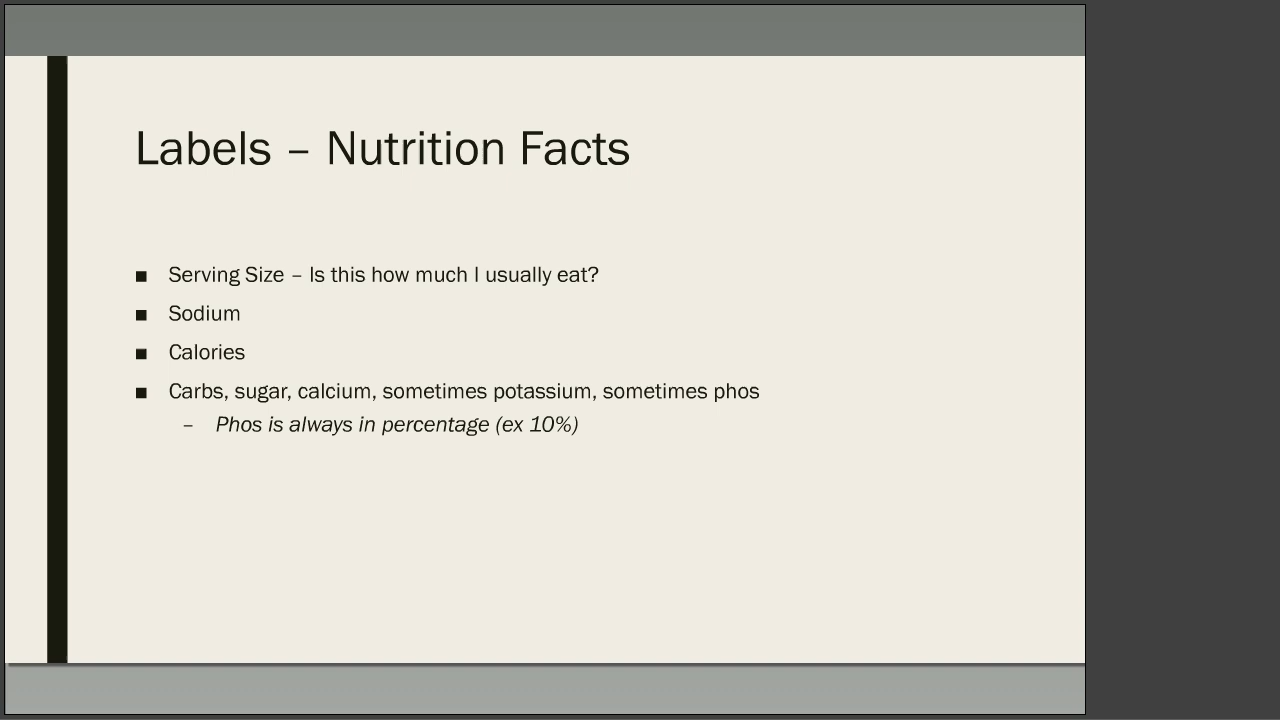 Labels – Nutrition Facts
■ Serving Size – Is this how much I usually eat?
■ Sodium
■ Calories
■ Carbs, sugar, calcium, sometimes potassium, sometimes phos
– Phos is always in percentage (ex 10%)